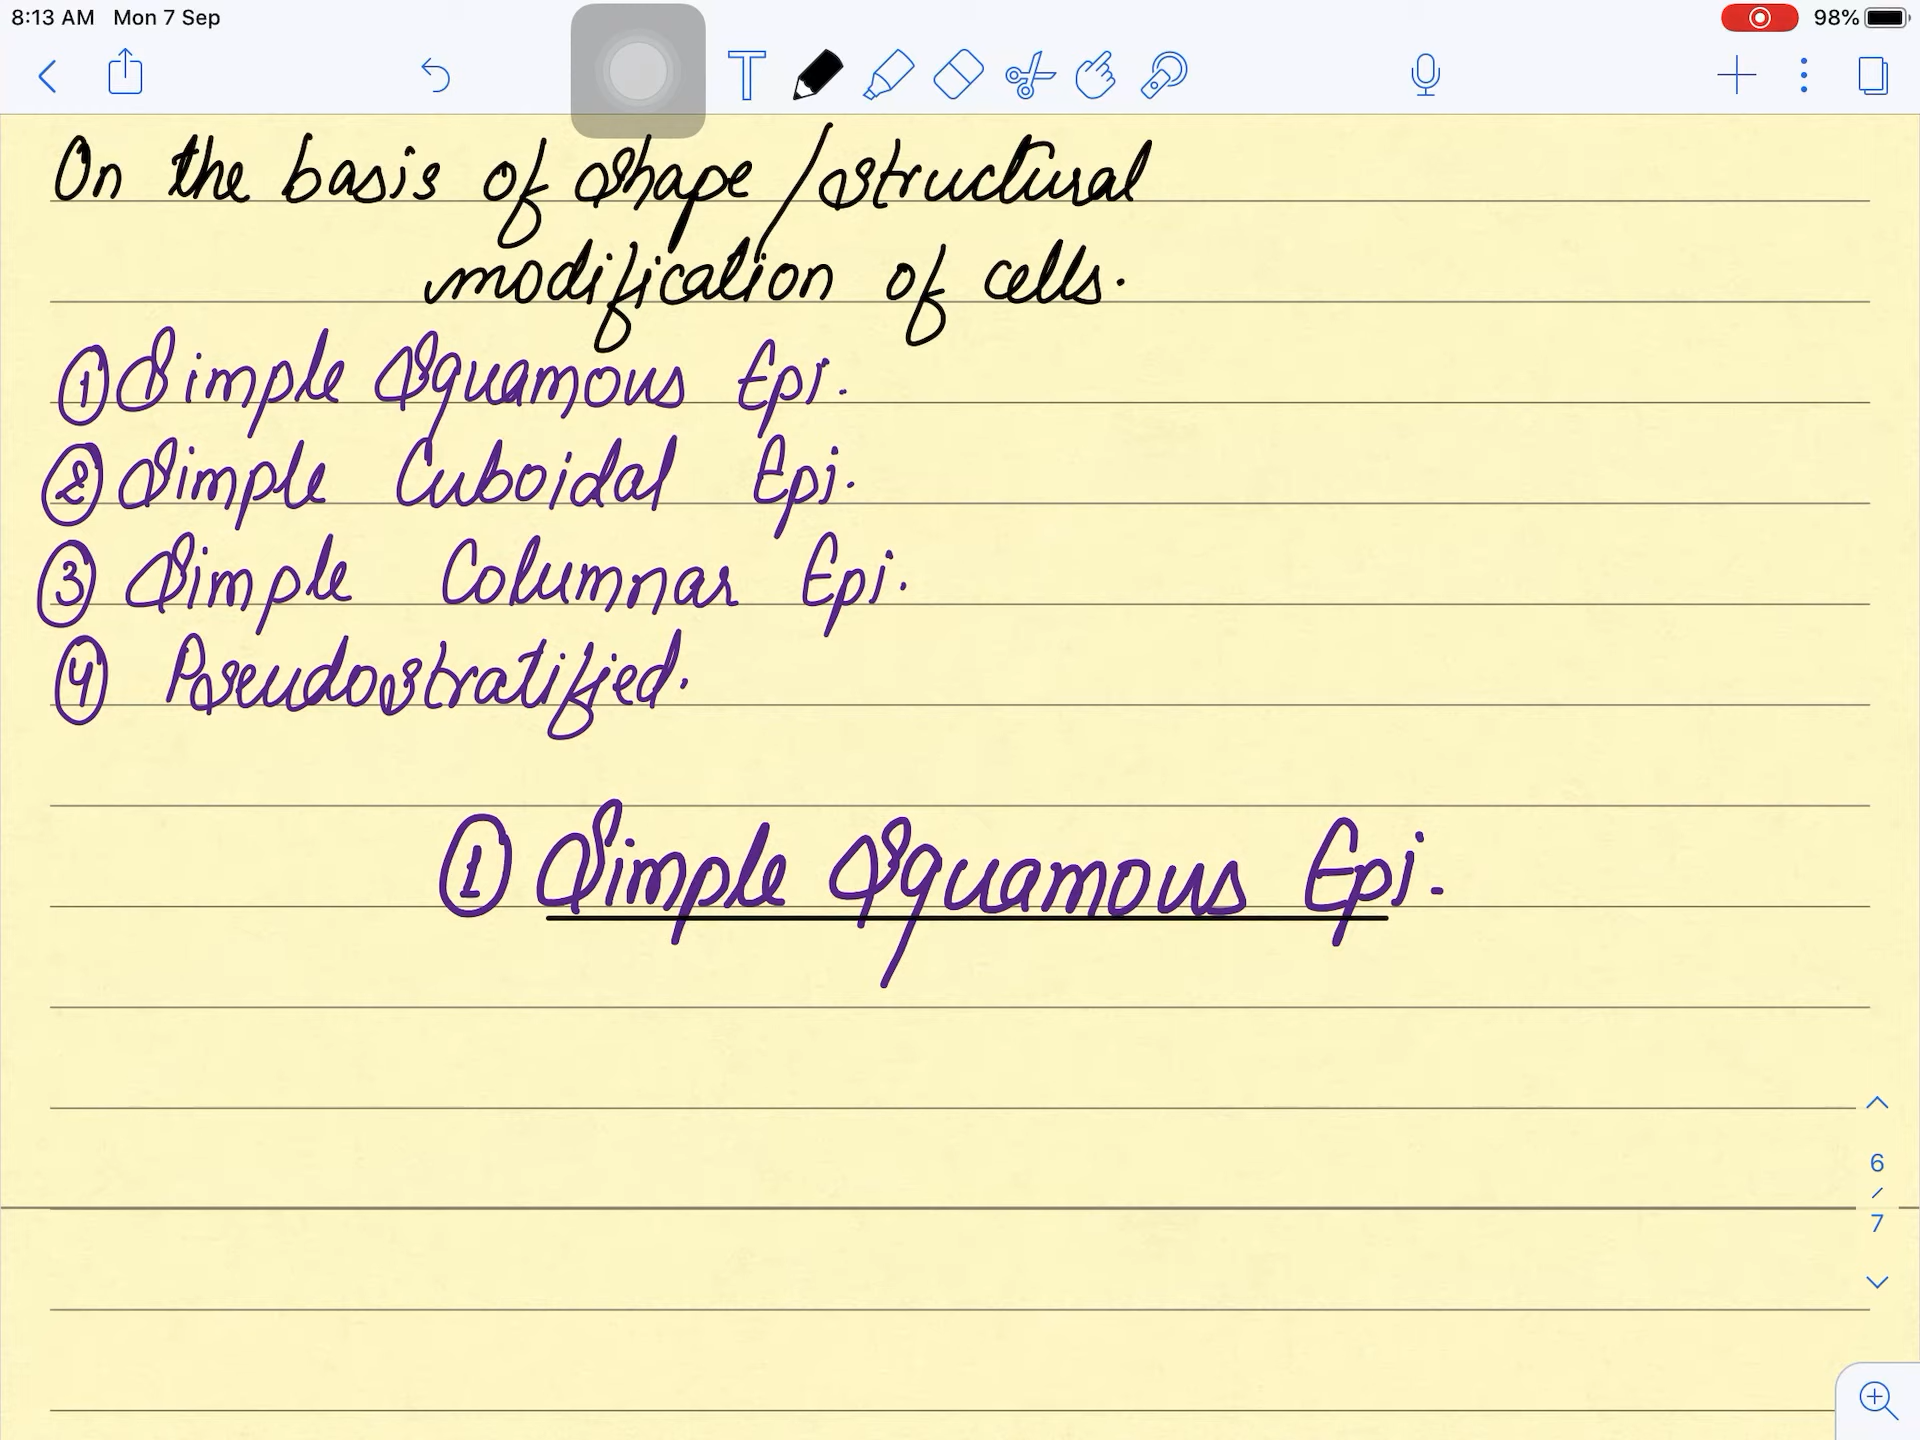 8:13 AM Mon 7 Sep 98%
On the basis of shape / structural
modification of cells.
① Simple Squamous Epi.
② Simple Cuboidal Epi.
③ Simple Columnar Epi.
④ Pseudostratified.
① Simple Squamous Epi.
6
/
7